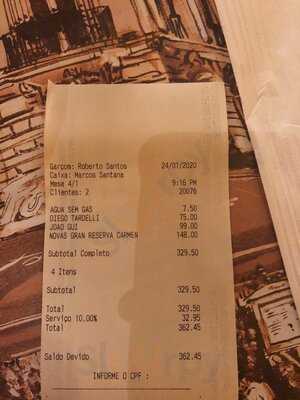 Garcom: Roberto Santos 24/07/2020
Caixa: Marcos Santana
Mesa 4/1 9:16 PM
Clientes: 2 20076
AGUA SEM GAS 7.50
DIEGO TARDELLI 75.00
JOAO GUI 99.00
NOVAS GRAN RESERVA CARMEN 148.00
Subtotal Completo 329.50
4 Itens
Subtotal 329.50
Total 329.50
Serviço 10.00% 32.95
Total 362.45
Saldo Devido 362.45
INFORME O CPF :